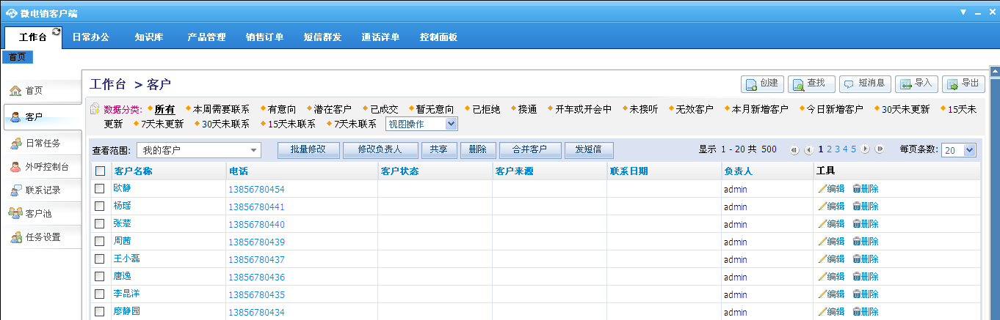 微电销客户端
工作台 日常办公 知识库 产品管理 销售订单 短信群发 通话详单 控制面板
首页
首页
客户
日常任务
外呼控制台
联系记录
客户池
任务设置
工作台 > 客户
创建 查找 短消息 导入 导出
数据分类: 所有 本周需要联系 有意向 潜在客户 已成交 暂无意向 已拒绝 接通 开车或开会中 未接听 无效客户 本月新增客户 今日新增客户 30天未更新 15天未
更新 7天未更新 30天未联系 15天未联系 7天未联系 视图操作
查看范围: 我的客户 批量修改 修改负责人 共享 删除 合并客户 发短信 显示 1 - 20 共 500 1 2 3 4 5 每页条数: 20
客户名称 电话 客户状态 客户来源 联系日期 负责人 工具
欧静 13856780454 admin 编辑 删除
杨瑶 13856780441 admin 编辑 删除
张楚 13856780440 admin 编辑 删除
周茜 13856780439 admin 编辑 删除
王小磊 13856780437 admin 编辑 删除
唐逸 13856780436 admin 编辑 删除
李昆洋 13856780435 admin 编辑 删除
廖静园 13856780434 admin 编辑 删除